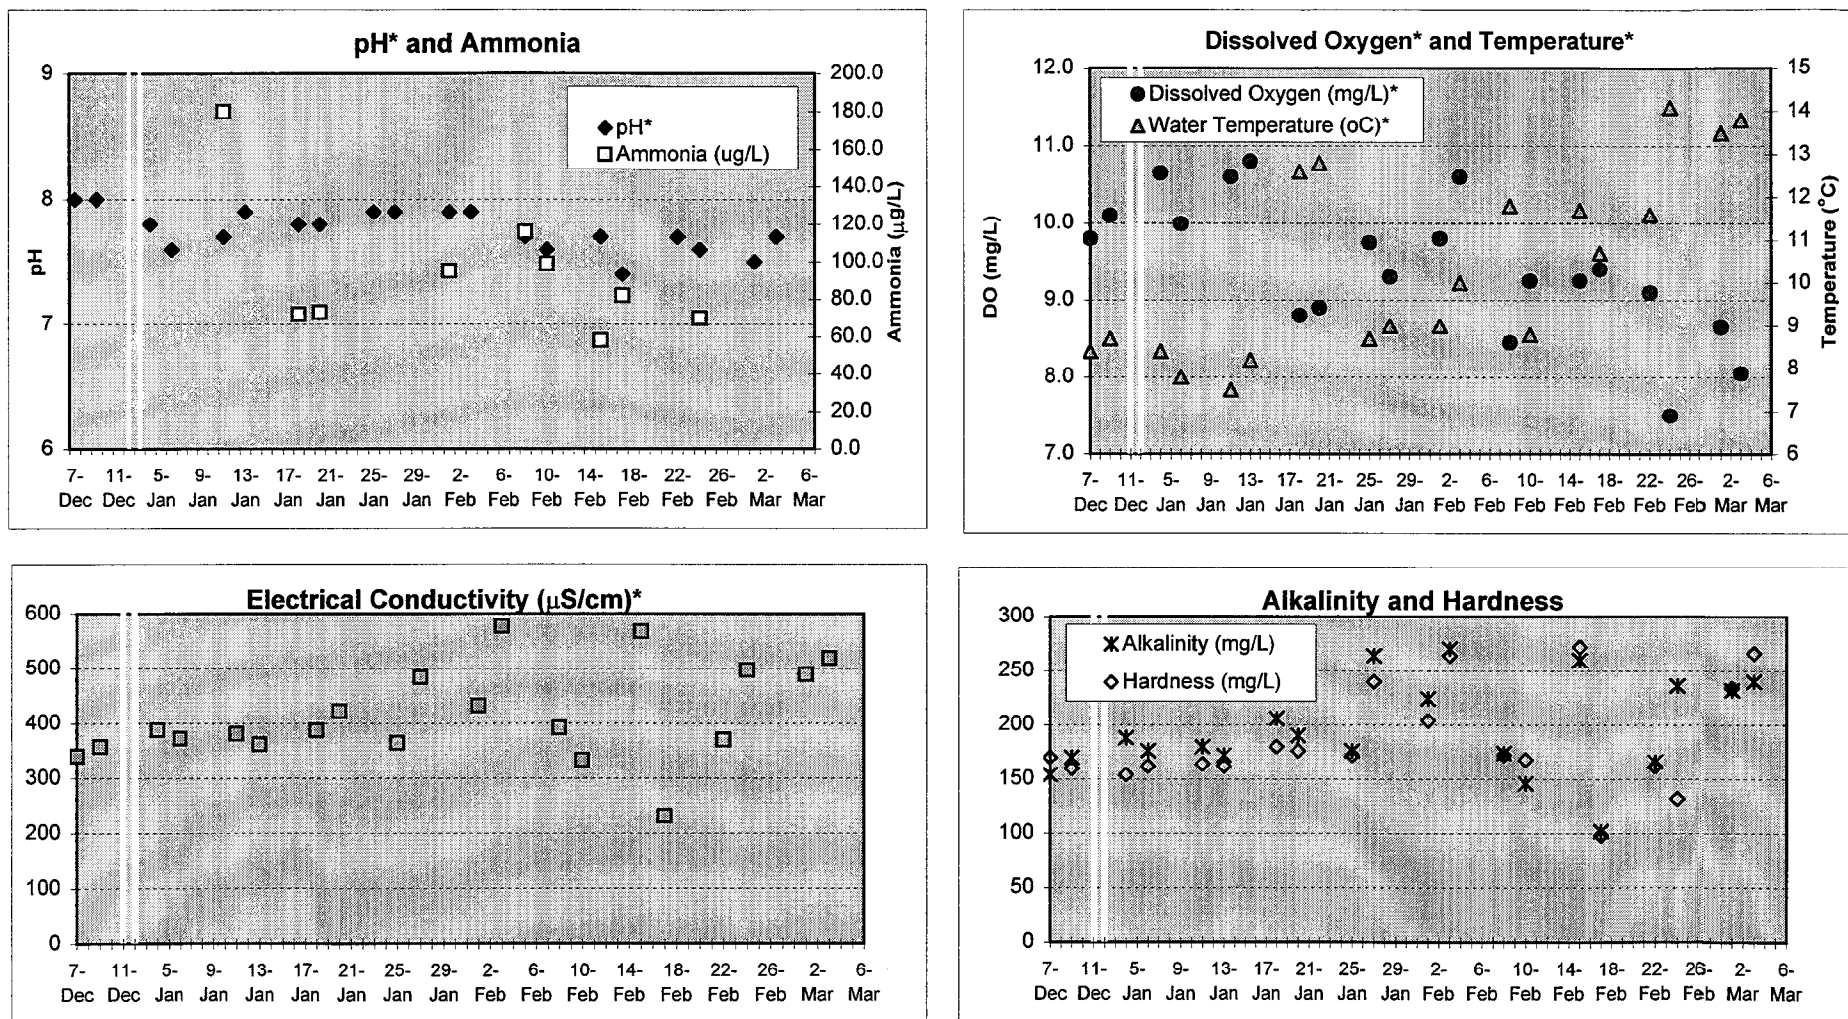 pH* and Ammonia
9
8
7
6
pH
200.0
180.0
160.0
140.0
120.0
100.0
80.0
60.0
40.0
20.0
0.0
Ammonia (µg/L)
pH*
Ammonia (ug/L)
7- 11- 5- 9- 13- 17- 21- 25- 29- 2- 6- 10- 14- 18- 22- 26- 2- 6-
Dec Dec Jan Jan Jan Jan Jan Jan Jan Feb Feb Feb Feb Feb Feb Feb Mar Mar
Dissolved Oxygen* and Temperature*
12.0
11.0
10.0
9.0
8.0
7.0
DO (mg/L)
15
14
13
12
11
10
9
8
7
6
Temperature (°C)
Dissolved Oxygen (mg/L)*
Water Temperature (oC)*
7- 11- 5- 9- 13- 21- 25- 29- 2- 6- 10- 14- 18- 22- 26- 2- 6-
Dec Dec Jan Jan Jan Jan Jan Jan Feb Feb Feb Feb Feb Feb Feb Mar Mar
Electrical Conductivity (µS/cm)*
600
500
400
300
200
100
0
7- 11- 5- 9- 13- 17- 21- 25- 29- 2- 6- 10- 14- 18- 22- 26- 2- 6-
Dec Dec Jan Jan Jan Jan Jan Jan Jan Feb Feb Feb Feb Feb Feb Feb Mar Mar
Alkalinity and Hardness
300
250
200
150
100
50
0
Alkalinity (mg/L)
Hardness (mg/L)
7- 11- 5- 9- 13- 17- 21- 25- 29- 2- 6- 10- 14- 18- 22- 26- 2- 6-
Dec Dec Jan Jan Jan Jan Jan Jan Jan Feb Feb Feb Feb Feb Feb Feb Mar Mar